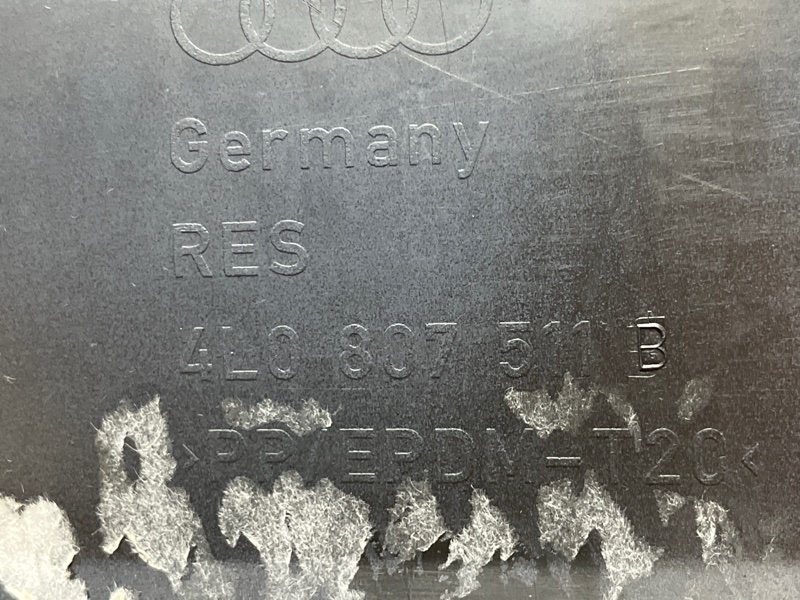 Germany
RES
4L0 807 511 B
>PP/EPDM-T20<